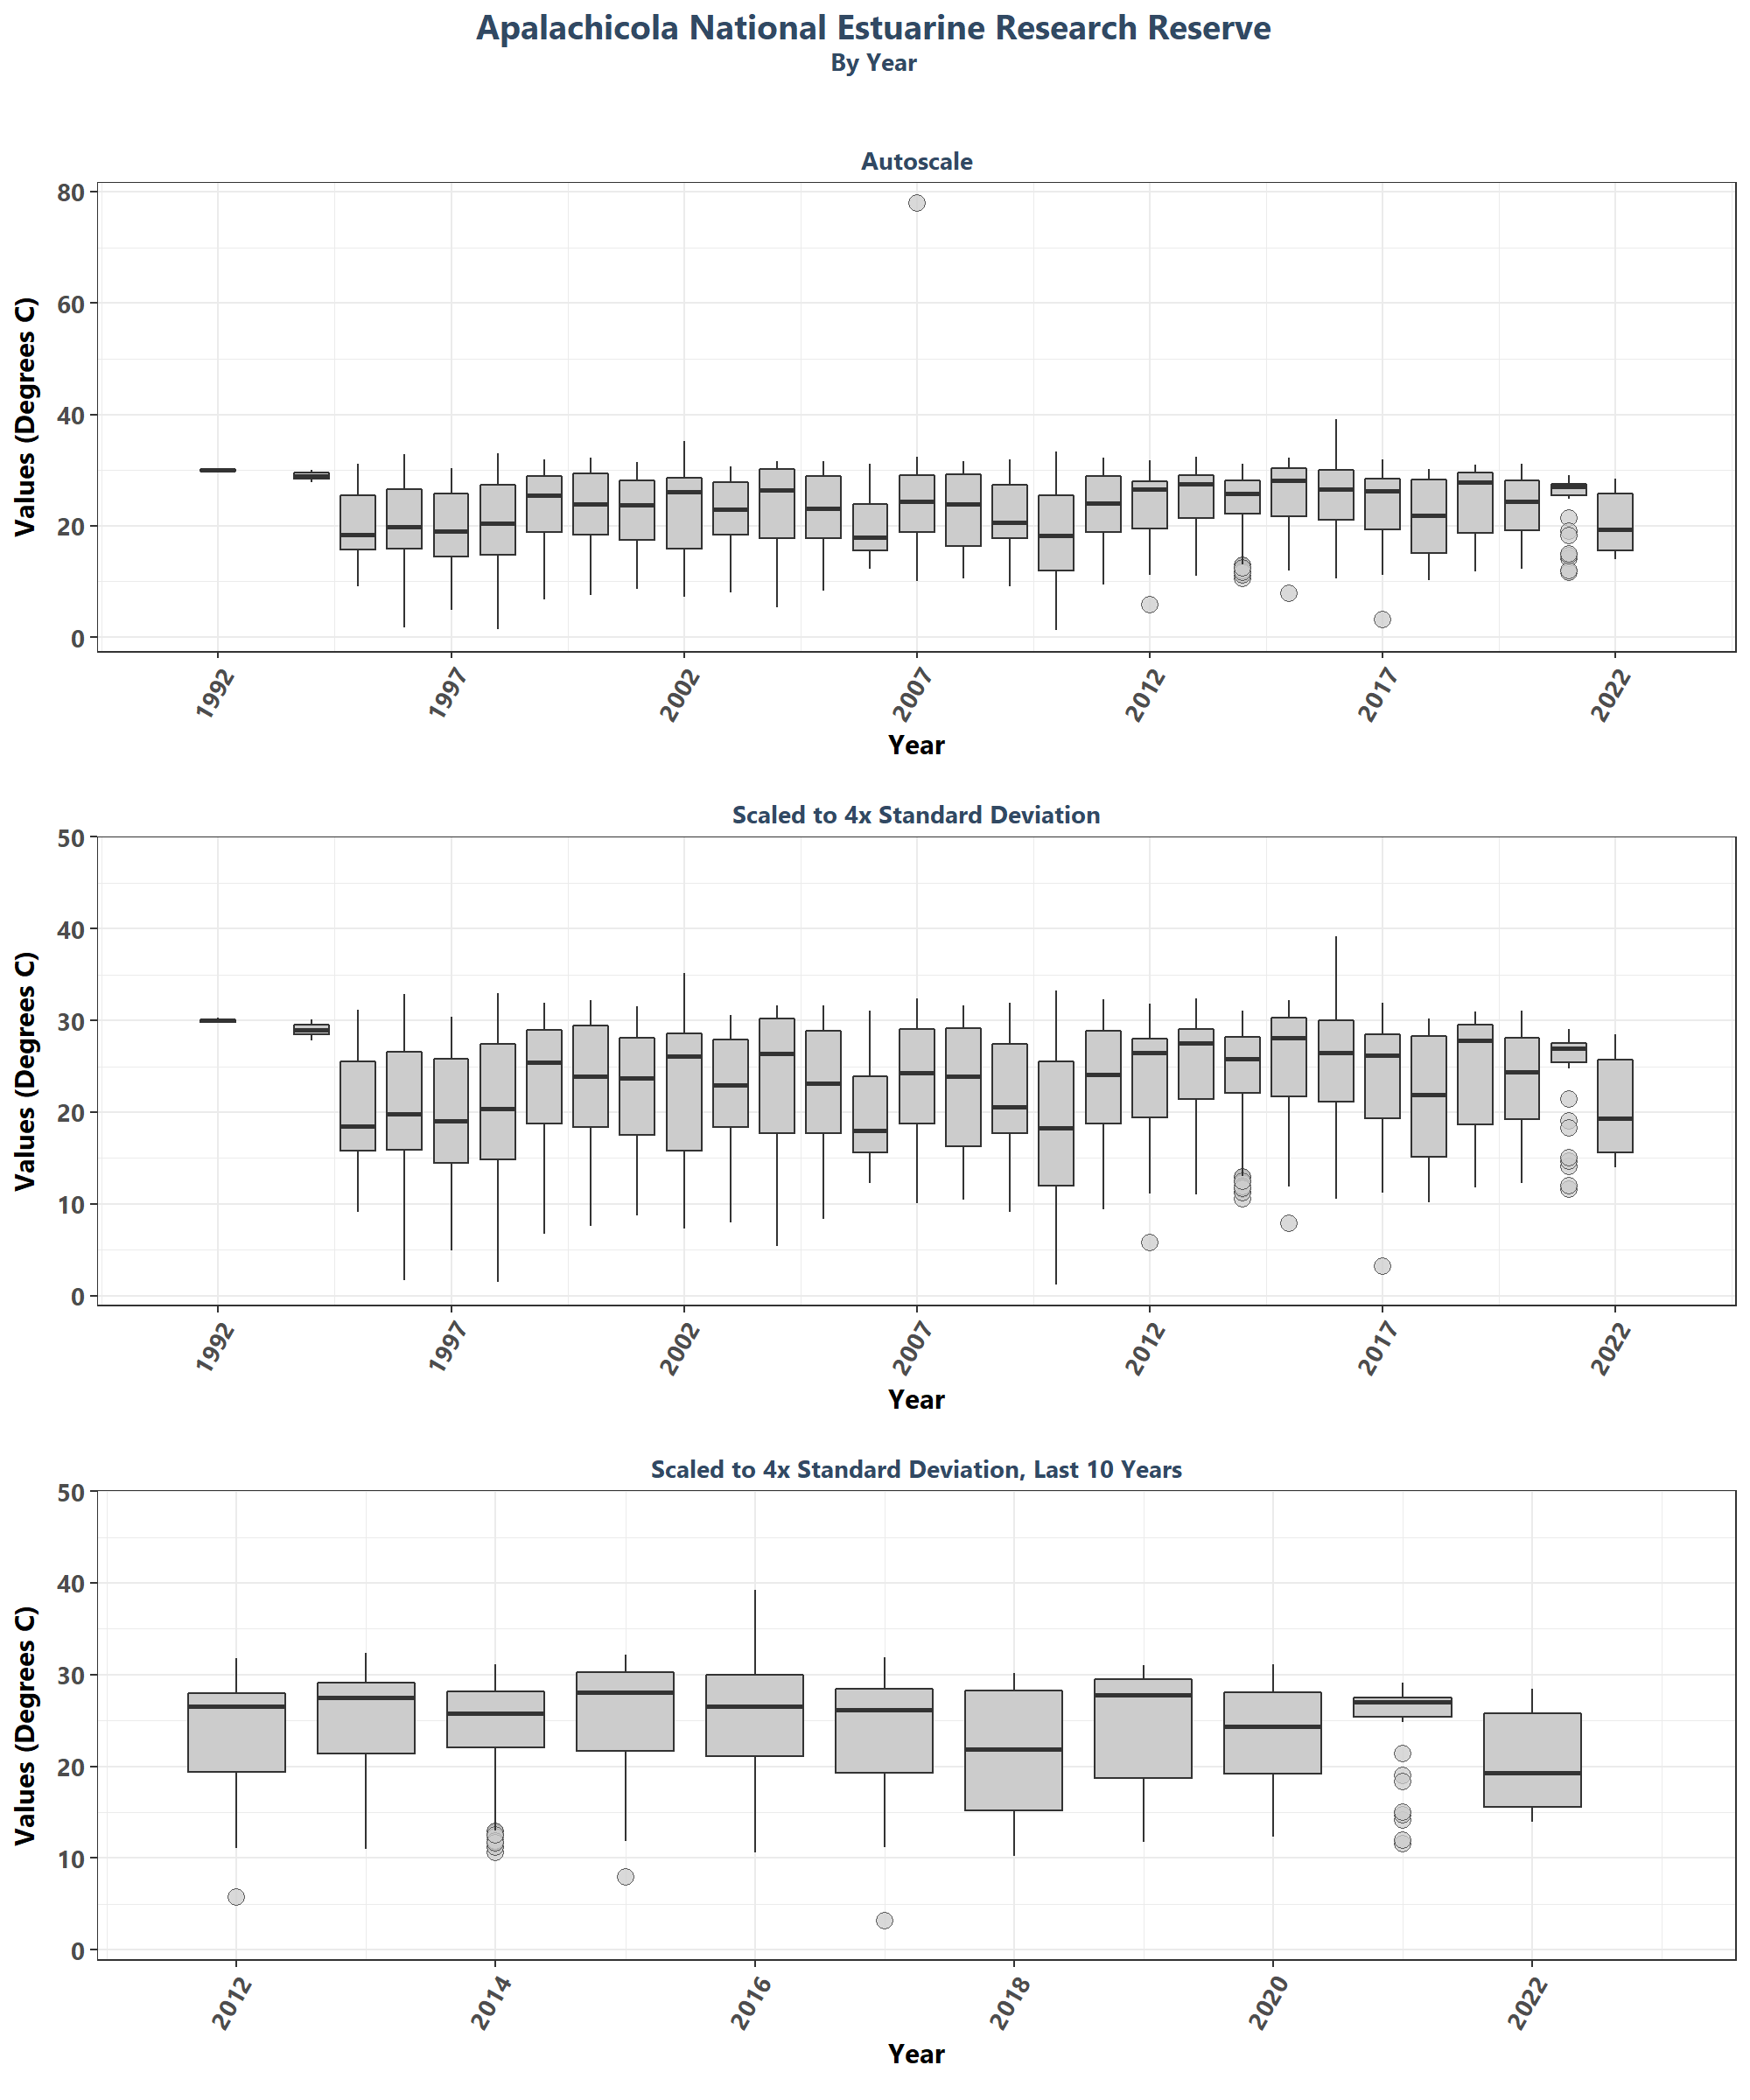 Apalachicola National Estuarine Research Reserve
By Year
Autoscale
Values (Degrees C)
80
60
40
20
0
1992 1997 2002 2007 2012 2017 2022
Year
Scaled to 4x Standard Deviation
Values (Degrees C)
50
40
30
20
10
0
1992 1997 2002 2007 2012 2017 2022
Year
Scaled to 4x Standard Deviation, Last 10 Years
Values (Degrees C)
50
40
30
20
10
0
2012 2014 2016 2018 2020 2022
Year